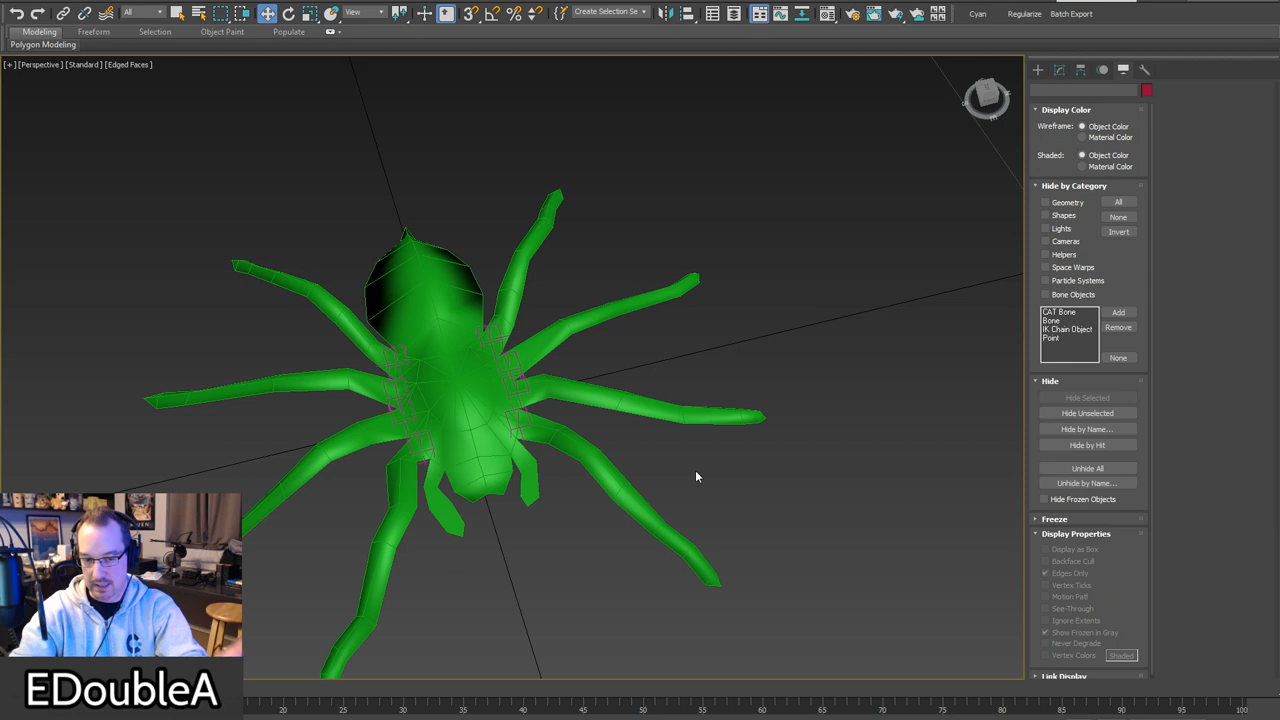 All
View
Create Selection Se
Cyan
Regularize
Batch Export
Modeling
Freeform
Selection
Object Paint
Populate
Polygon Modeling
[+] [Perspective] [Standard] [Edged Faces]
Display Color
Wireframe:
Object Color
Material Color
Shaded:
Object Color
Material Color
Hide by Category
Geometry
All
Shapes
None
Lights
Invert
Cameras
Helpers
Space Warps
Particle Systems
Bone Objects
CAT Bone
Add
Bone
IK Chain Object
Remove
Point
None
Hide
Hide Selected
Hide Unselected
Hide by Name...
Hide by Hit
Unhide All
Unhide by Name...
Hide Frozen Objects
Freeze
Display Properties
Display as Box
Backface Cull
Edges Only
Vertex Ticks
Motion Path
See-Through
Ignore Extents
Show Frozen in Gray
Never Degrade
Vertex Colors
Shaded
Link Display
EDoubleA
20 25 30 35 40 45 50 55 60 65 70 75 80 85 90 95 100